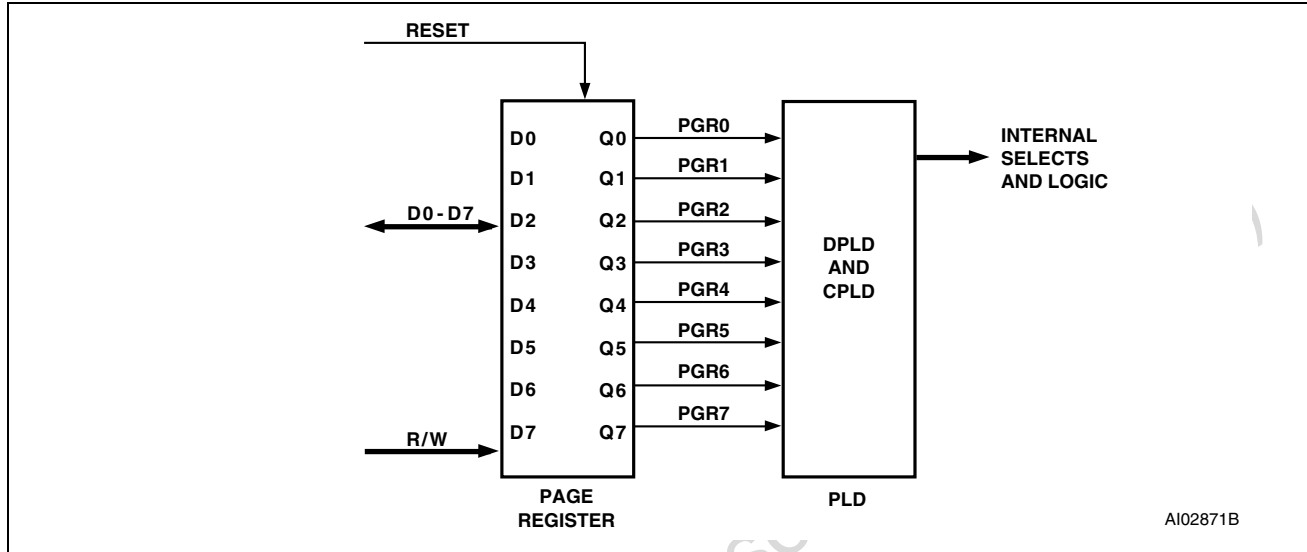 RESET
D0
D1
D0-D7
D2
D3
D4
D5
D6
D7
R/W
Q0
Q1
Q2
Q3
Q4
Q5
Q6
Q7
PAGE
REGISTER
PGR0
PGR1
PGR2
PGR3
PGR4
PGR5
PGR6
PGR7
DPLD
AND
CPLD
PLD
INTERNAL
SELECTS
AND LOGIC
AI02871B